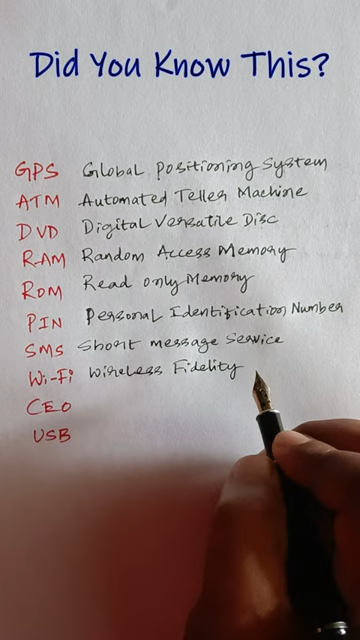 Did You Know This?
GPS Global Positioning System
ATM Automated Teller Machine
DVD Digital Versatile Disc
RAM Random Access Memory
ROM Read only Memory
PIN Personal Identification Number
SMS Short message Service
Wi-Fi Wireless Fidelity
CEO
USB